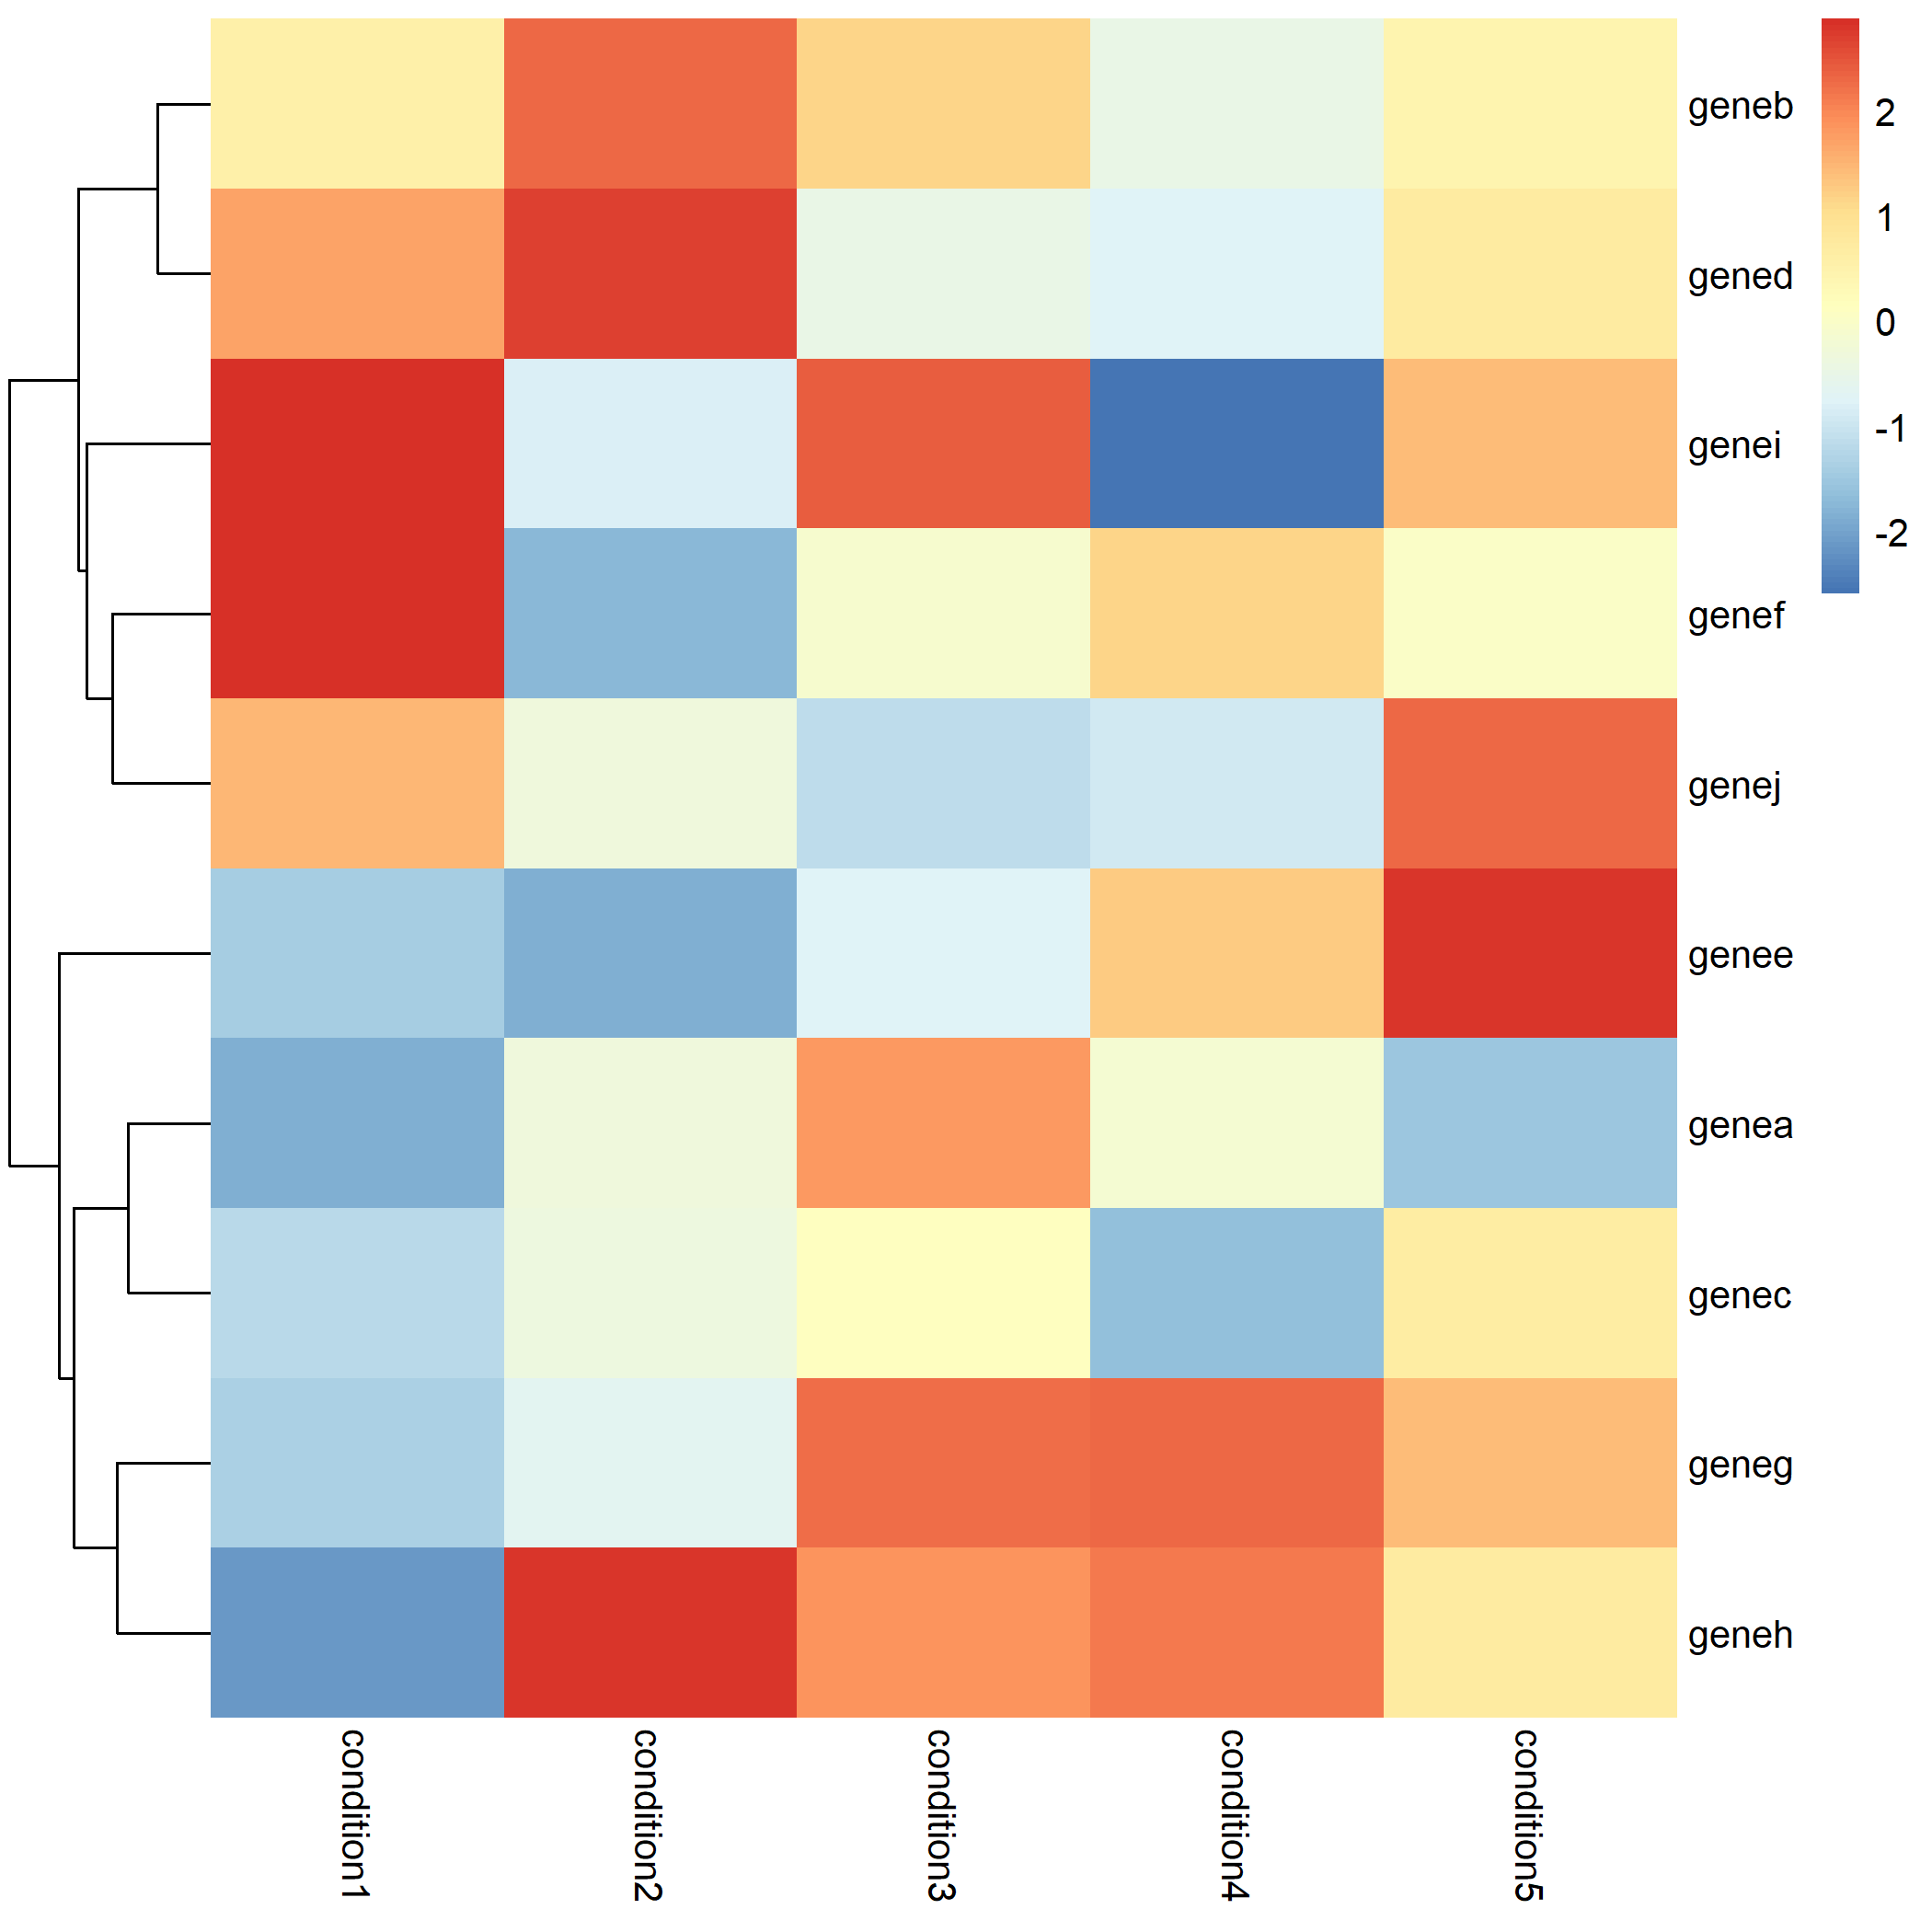 geneb
gened
genei
genef
genej
genee
genea
genec
geneg
geneh
2
1
0
-1
-2
condition1
condition2
condition3
condition4
condition5